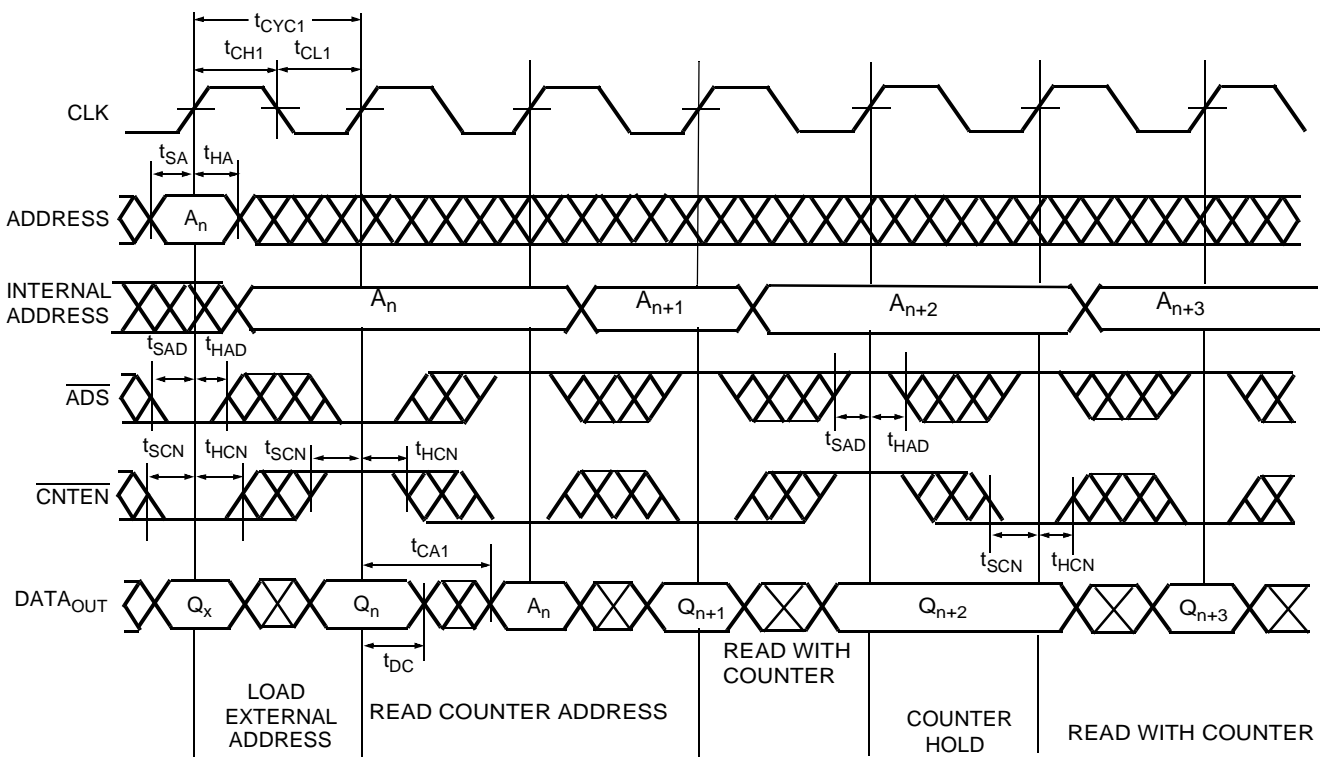 tCYC1
tCH1 tCL1
CLK
tSA tHA
ADDRESS An
INTERNAL
ADDRESS
An An+1 An+2 An+3
tSAD tHAD
ADS
tSAD tHAD
tSCN tHCN tSCN tHCN
CNTEN
tSCN tHCN
tCA1
DATAOUT Qx Qn An Qn+1 Qn+2 Qn+3
tDC
READ WITH
COUNTER
LOAD
EXTERNAL
ADDRESS
READ COUNTER ADDRESS
COUNTER
HOLD
READ WITH COUNTER